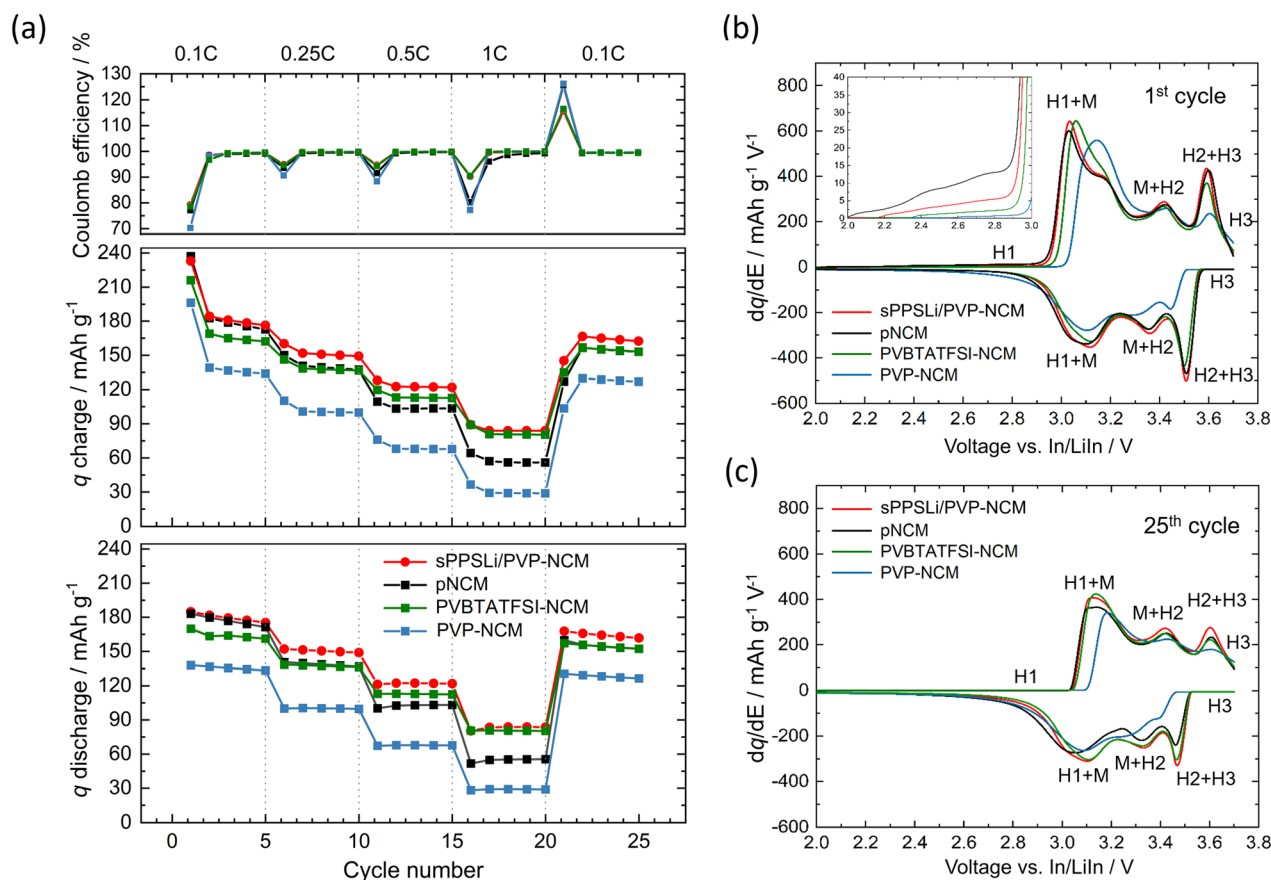 (a)
0.1C 0.25C 0.5C 1C 0.1C
Coulomb efficiency / %
130
120
110
100
90
80
70
q charge / mAh g-1
240
210
180
150
120
90
60
30
0
q discharge / mAh g-1
240
210
180
150
120
90
60
30
0
sPPSLi/PVP-NCM
pNCM
PVBTATFSI-NCM
PVP-NCM
0 5 10 15 20 25
Cycle number
(b)
dq/dE / mAh g-1 V-1
800
600
400
200
0
-200
-400
-600
40
35
30
25
20
15
10
5
0
2.0 2.2 2.4 2.6 2.8 3.0
1st cycle
H1+M
H2+H3
M+H2
H3
H1
H3
sPPSLi/PVP-NCM
pNCM
PVBTATFSI-NCM
PVP-NCM
H1+M
M+H2
H2+H3
2.0 2.2 2.4 2.6 2.8 3.0 3.2 3.4 3.6 3.8
Voltage vs. In/LiIn / V
(c)
dq/dE / mAh g-1 V-1
800
600
400
200
0
-200
-400
-600
sPPSLi/PVP-NCM
pNCM
PVBTATFSI-NCM
PVP-NCM
25th cycle
H1+M
M+H2
H2+H3
H3
H1
H3
H1+M
M+H2
H2+H3
2.0 2.2 2.4 2.6 2.8 3.0 3.2 3.4 3.6 3.8
Voltage vs. In/LiIn / V